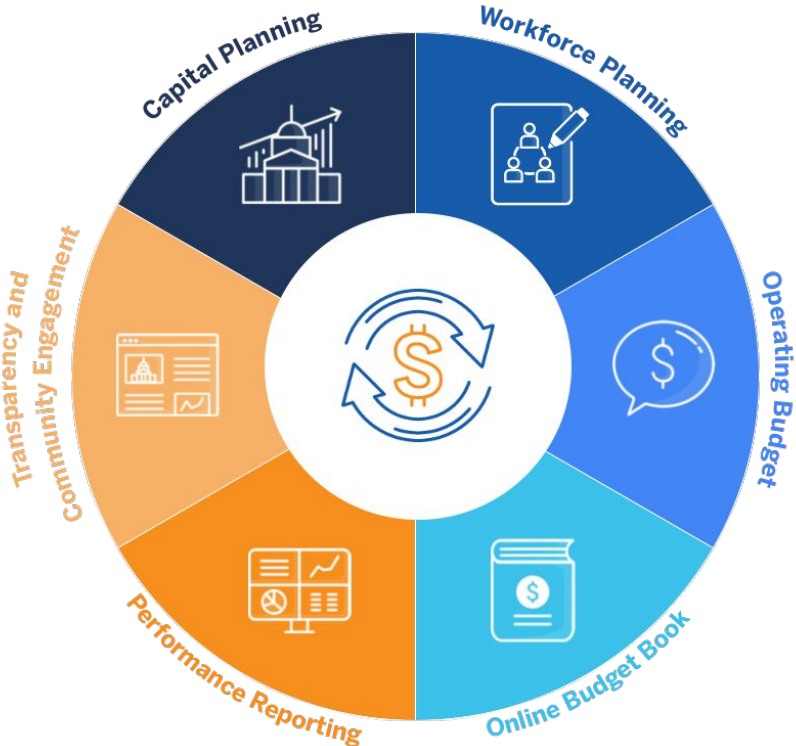 Capital Planning
Workforce Planning
Operating Budget
Online Budget Book
Performance Reporting
Transparency and
Community Engagement
$
$
$